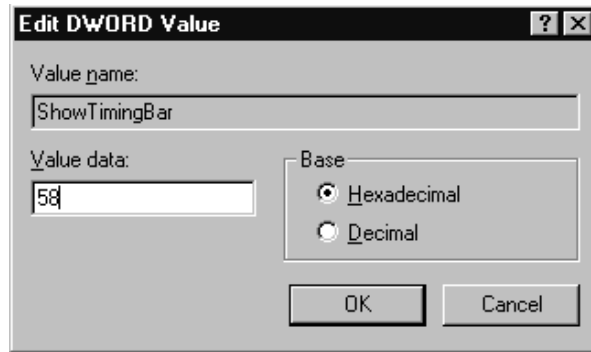 Edit DWORD Value
Value name:
ShowTimingBar
Value data:
58
Base
Hexadecimal
Decimal
OK
Cancel